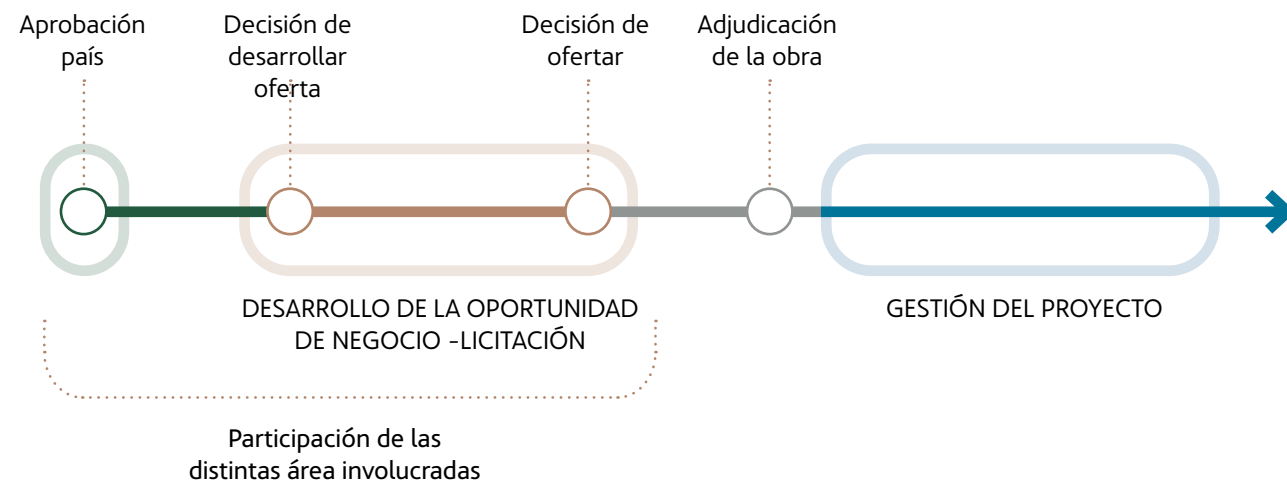 Aprobación
país
Decisión de
desarrollar
oferta
Decisión de
ofertar
Adjudicación
de la obra
DESARROLLO DE LA OPORTUNIDAD
DE NEGOCIO -LICITACIÓN
GESTIÓN DEL PROYECTO
Participación de las
distintas área involucradas